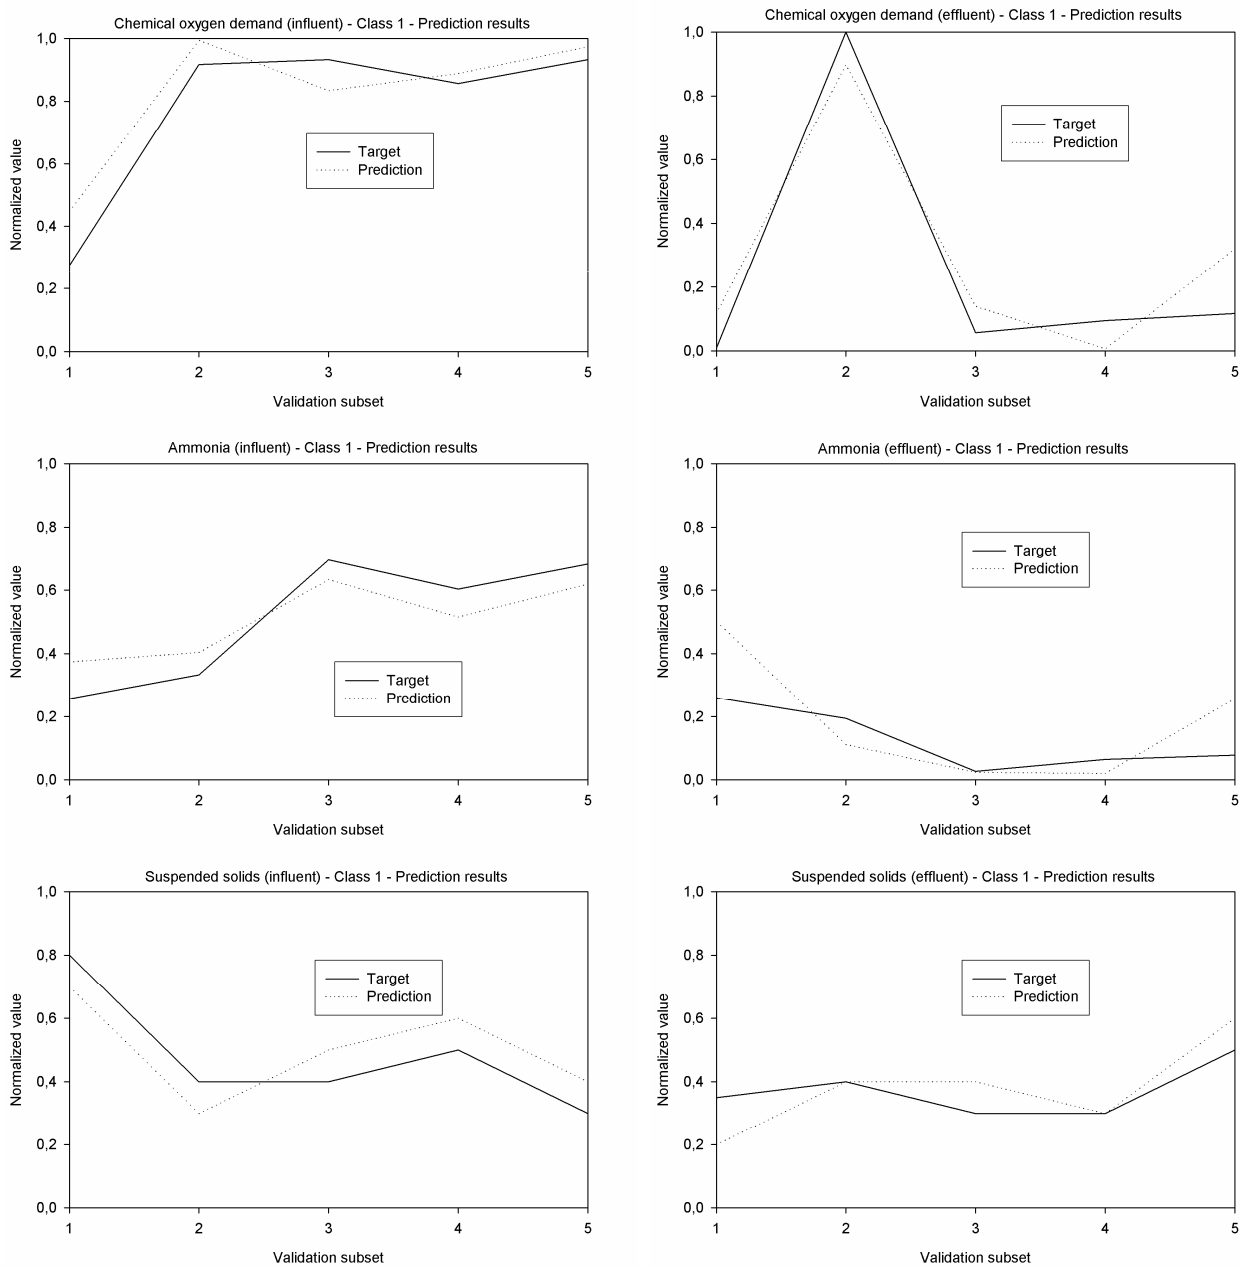 Chemical oxygen demand (influent) - Class 1 - Prediction results
1,0
0,8
0,6
0,4
0,2
0,0
Normalized value
Target
Prediction
1 2 3 4 5
Validation subset
Chemical oxygen demand (effluent) - Class 1 - Prediction results
1,0
0,8
0,6
0,4
0,2
0,0
Normalized value
Target
Prediction
1 2 3 4 5
Validation subset
Ammonia (influent) - Class 1 - Prediction results
1,0
0,8
0,6
0,4
0,2
0,0
Normalized value
Target
Prediction
1 2 3 4 5
Validation subset
Ammonia (effluent) - Class 1 - Prediction results
1,0
0,8
0,6
0,4
0,2
0,0
Normalized value
Target
Prediction
1 2 3 4 5
Validation subset
Suspended solids (influent) - Class 1 - Prediction results
1,0
0,8
0,6
0,4
0,2
0,0
Normalized value
Target
Prediction
1 2 3 4 5
Validation subset
Suspended solids (effluent) - Class 1 - Prediction results
1,0
0,8
0,6
0,4
0,2
0,0
Normalized value
Target
Prediction
1 2 3 4 5
Validation subset